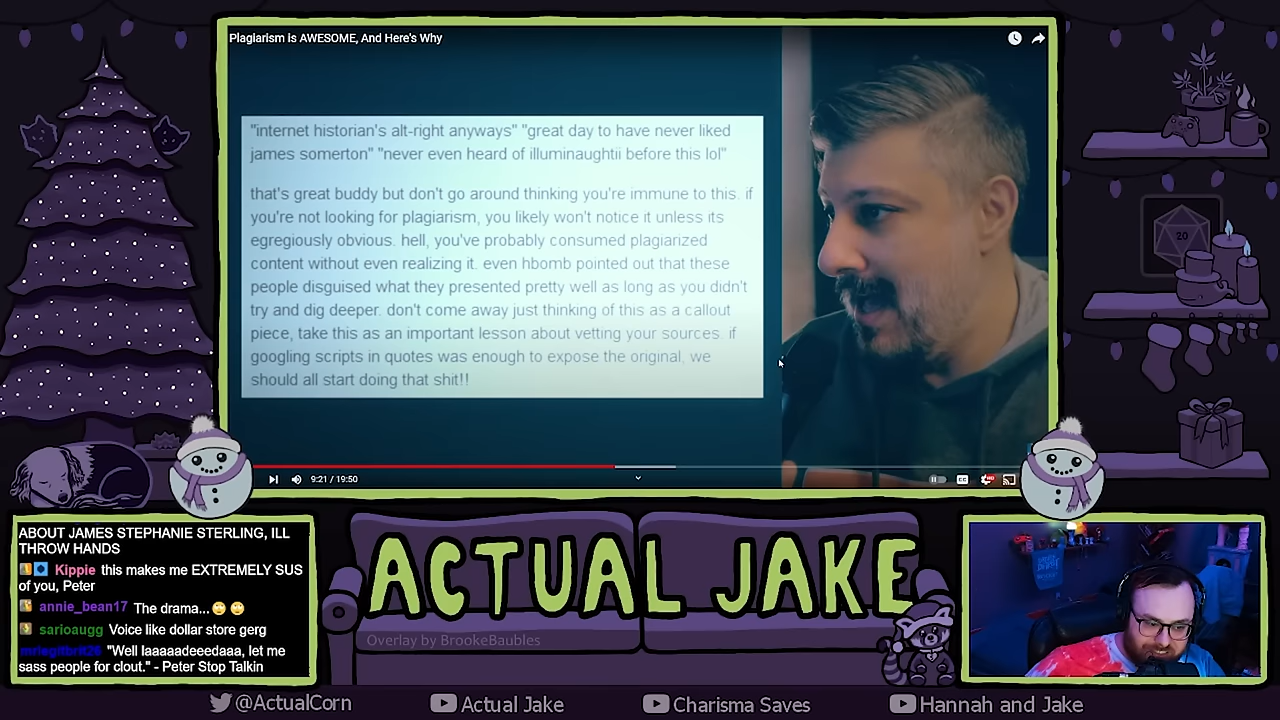 Plagiarism is AWESOME, And Here's Why
"internet historian's alt-right anyways" "great day to have never liked
james somerton" "never even heard of illuminaughtii before this lol"
that's great buddy but don't go around thinking you're immune to this. if
you're not looking for plagiarism, you likely won't notice it unless its
egregiously obvious. hell, you've probably consumed plagiarized
content without even realizing it. even hbomb pointed out that these
people disguised what they presented pretty well as long as you didn't
try and dig deeper. don't come away just thinking of this as a callout
piece, take this as an important lesson about vetting your sources. if
googling scripts in quotes was enough to expose the original, we
should all start doing that shit!!
9:21 / 19:50
CC
20
ABOUT JAMES STEPHANIE STERLING, ILL
THROW HANDS
Kippie this makes me EXTREMELY SUS
of you, Peter
annie_bean17 The drama...🙄🙄
sarioaugg Voice like dollar store gerg
mrlegitbrit26 "Well laaaaadeeedaaa, let me
sass people for clout." - Peter Stop Talkin
ACTUAL JAKE
Overlay by BrookeBaubles
@ActualCorn
Actual Jake
Charisma Saves
Hannah and Jake